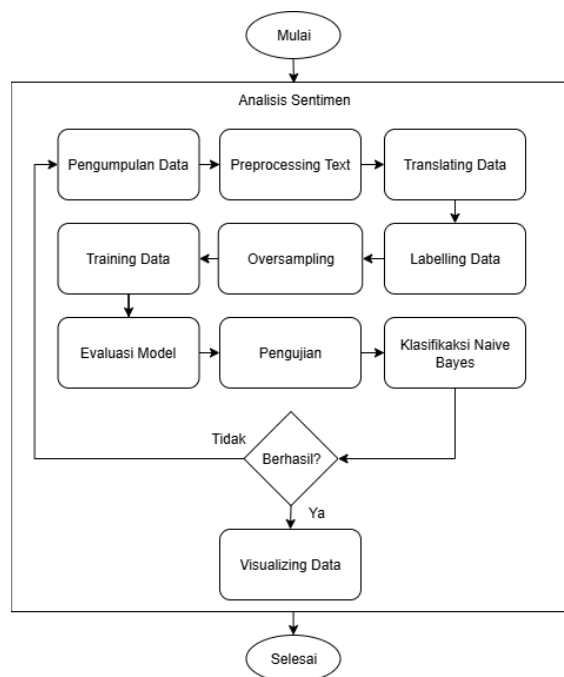 Mulai
Analisis Sentimen
Pengumpulan Data
Preprocessing Text
Translating Data
Labelling Data
Oversampling
Training Data
Evaluasi Model
Pengujian
Klasifikaksi Naive
Bayes
Berhasil?
Tidak
Ya
Visualizing Data
Selesai